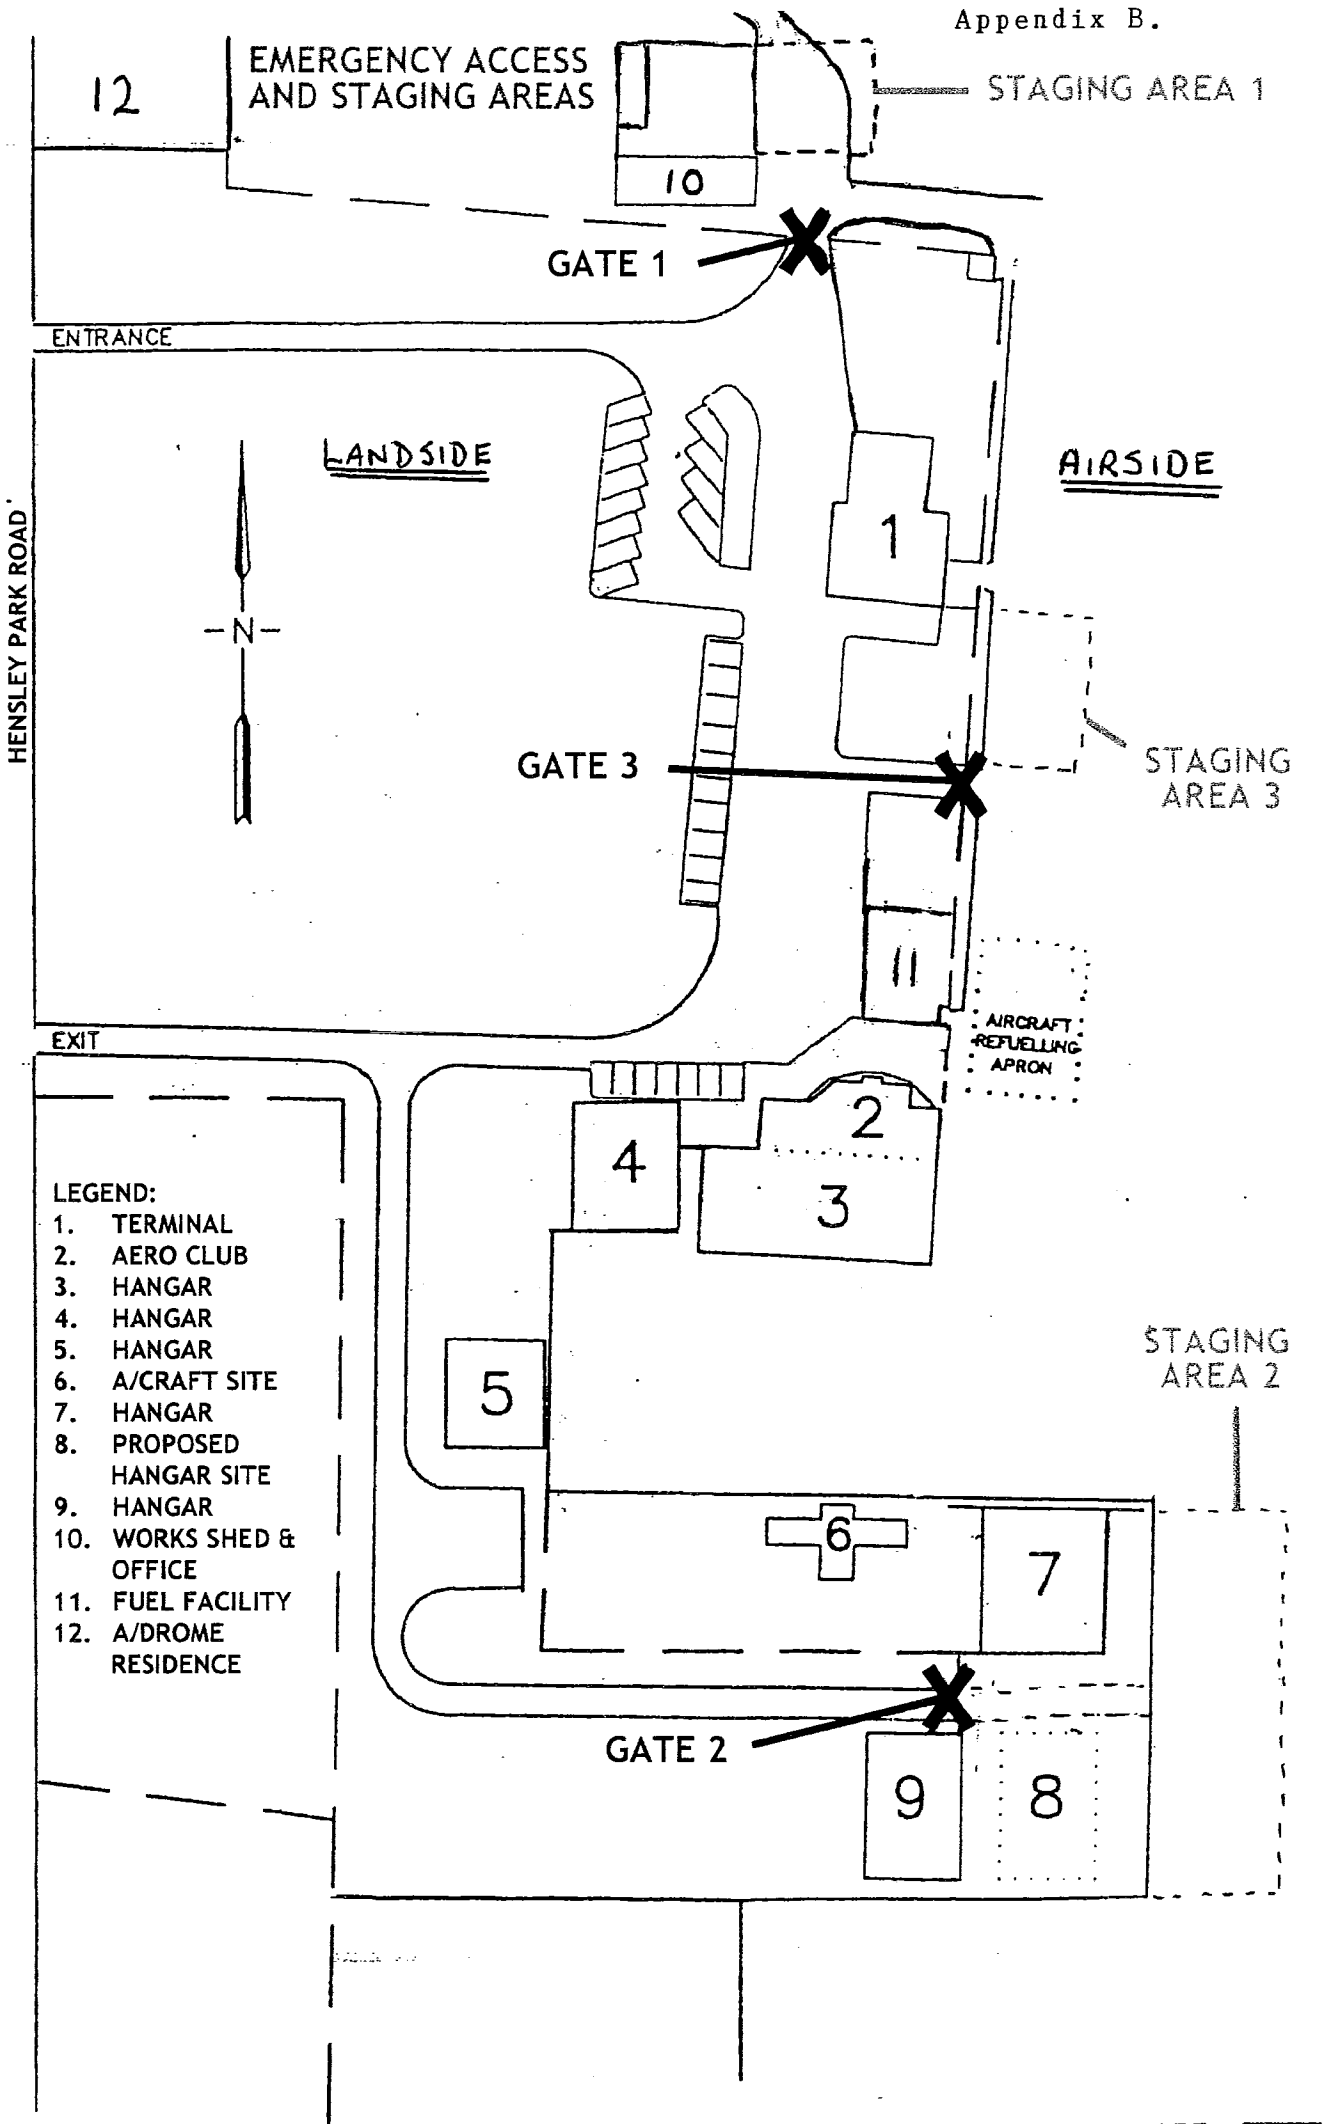 Appendix B.
EMERGENCY ACCESS
AND STAGING AREAS
STAGING AREA 1
12
10
GATE 1
ENTRANCE
LANDSIDE
AIRSIDE
HENSLEY PARK ROAD
1
-N-
GATE 3
STAGING
AREA 3
11
AIRCRAFT
REFUELLING
APRON
EXIT
2
4
3
LEGEND:
1. TERMINAL
2. AERO CLUB
3. HANGAR
4. HANGAR
5. HANGAR
6. A/CRAFT SITE
7. HANGAR
8. PROPOSED
HANGAR SITE
9. HANGAR
10. WORKS SHED &
OFFICE
11. FUEL FACILITY
12. A/DROME
RESIDENCE
STAGING
AREA 2
5
6
7
GATE 2
9
8